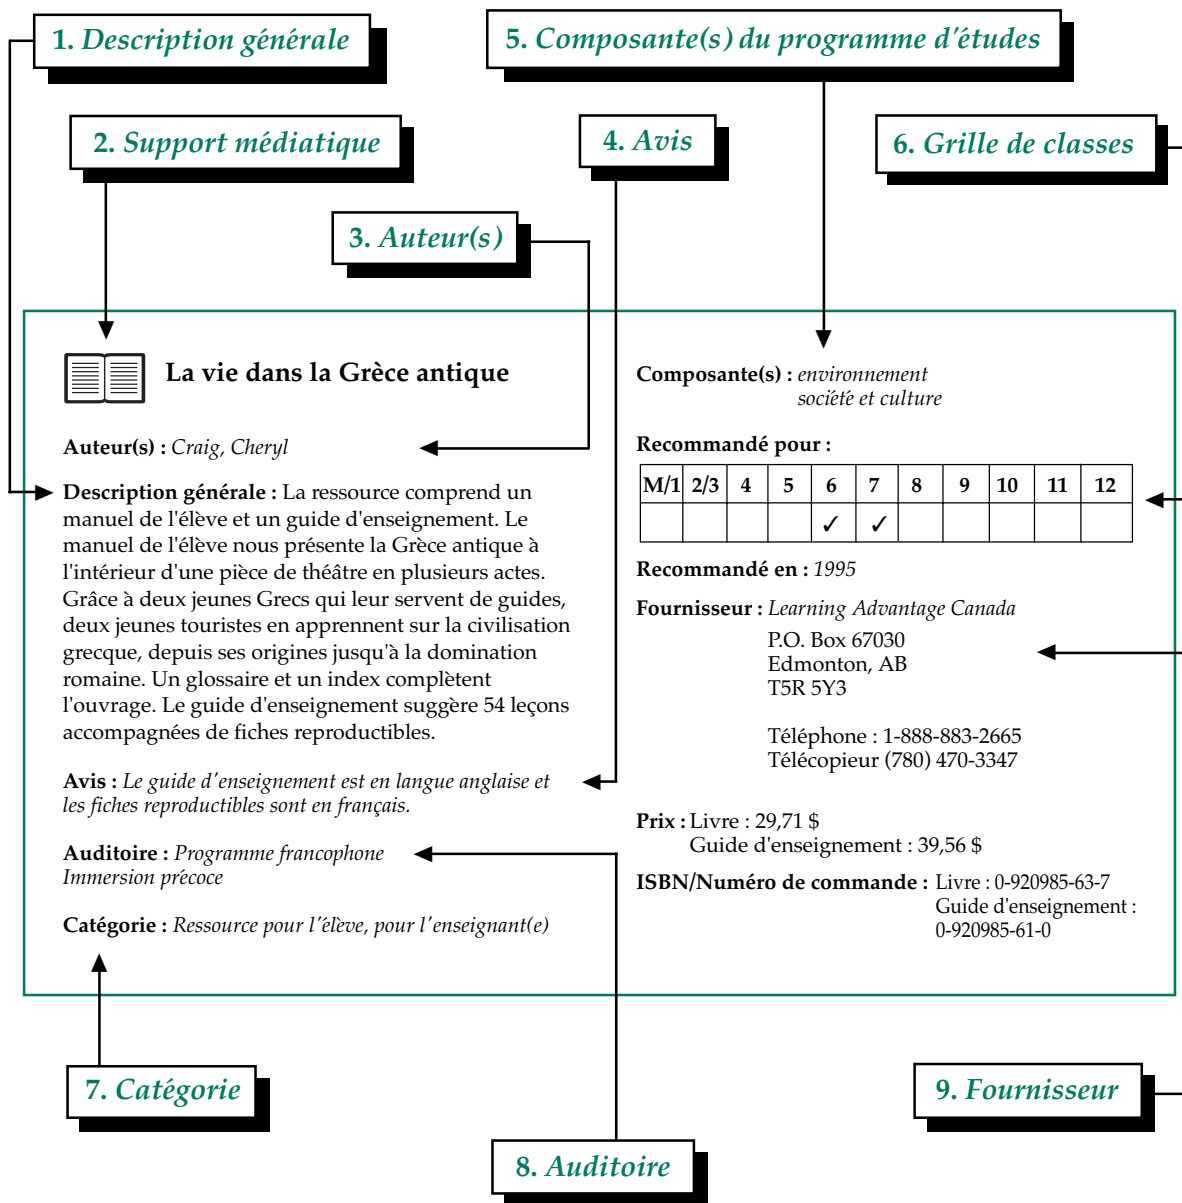 1. Description générale
5. Composante(s) du programme d'études
2. Support médiatique
4. Avis
6. Grille de classes
3. Auteur(s)
La vie dans la Grèce antique
Auteur(s) : Craig, Cheryl
Description générale : La ressource comprend un
manuel de l'élève et un guide d'enseignement. Le
manuel de l'élève nous présente la Grèce antique à
l'intérieur d'une pièce de théâtre en plusieurs actes.
Grâce à deux jeunes Grecs qui leur servent de guides,
deux jeunes touristes en apprennent sur la civilisation
grecque, depuis ses origines jusqu'à la domination
romaine. Un glossaire et un index complètent
l'ouvrage. Le guide d'enseignement suggère 54 leçons
accompagnées de fiches reproductibles.
Avis : Le guide d'enseignement est en langue anglaise et
les fiches reproductibles sont en français.
Auditoire : Programme francophone
Immersion précoce
Catégorie : Ressource pour l'élève, pour l'enseignant(e)
Composante(s) : environnement
société et culture
Recommandé pour :
M/1 2/3 4 5 6 7 8 9 10 11 12
✓ ✓
Recommandé en : 1995
Fournisseur : Learning Advantage Canada
P.O. Box 67030
Edmonton, AB
T5R 5Y3
Téléphone : 1-888-883-2665
Télécopieur (780) 470-3347
Prix : Livre : 29,71 $
Guide d'enseignement : 39,56 $
ISBN/Numéro de commande : Livre : 0-920985-63-7
Guide d'enseignement :
0-920985-61-0
7. Catégorie
9. Fournisseur
8. Auditoire